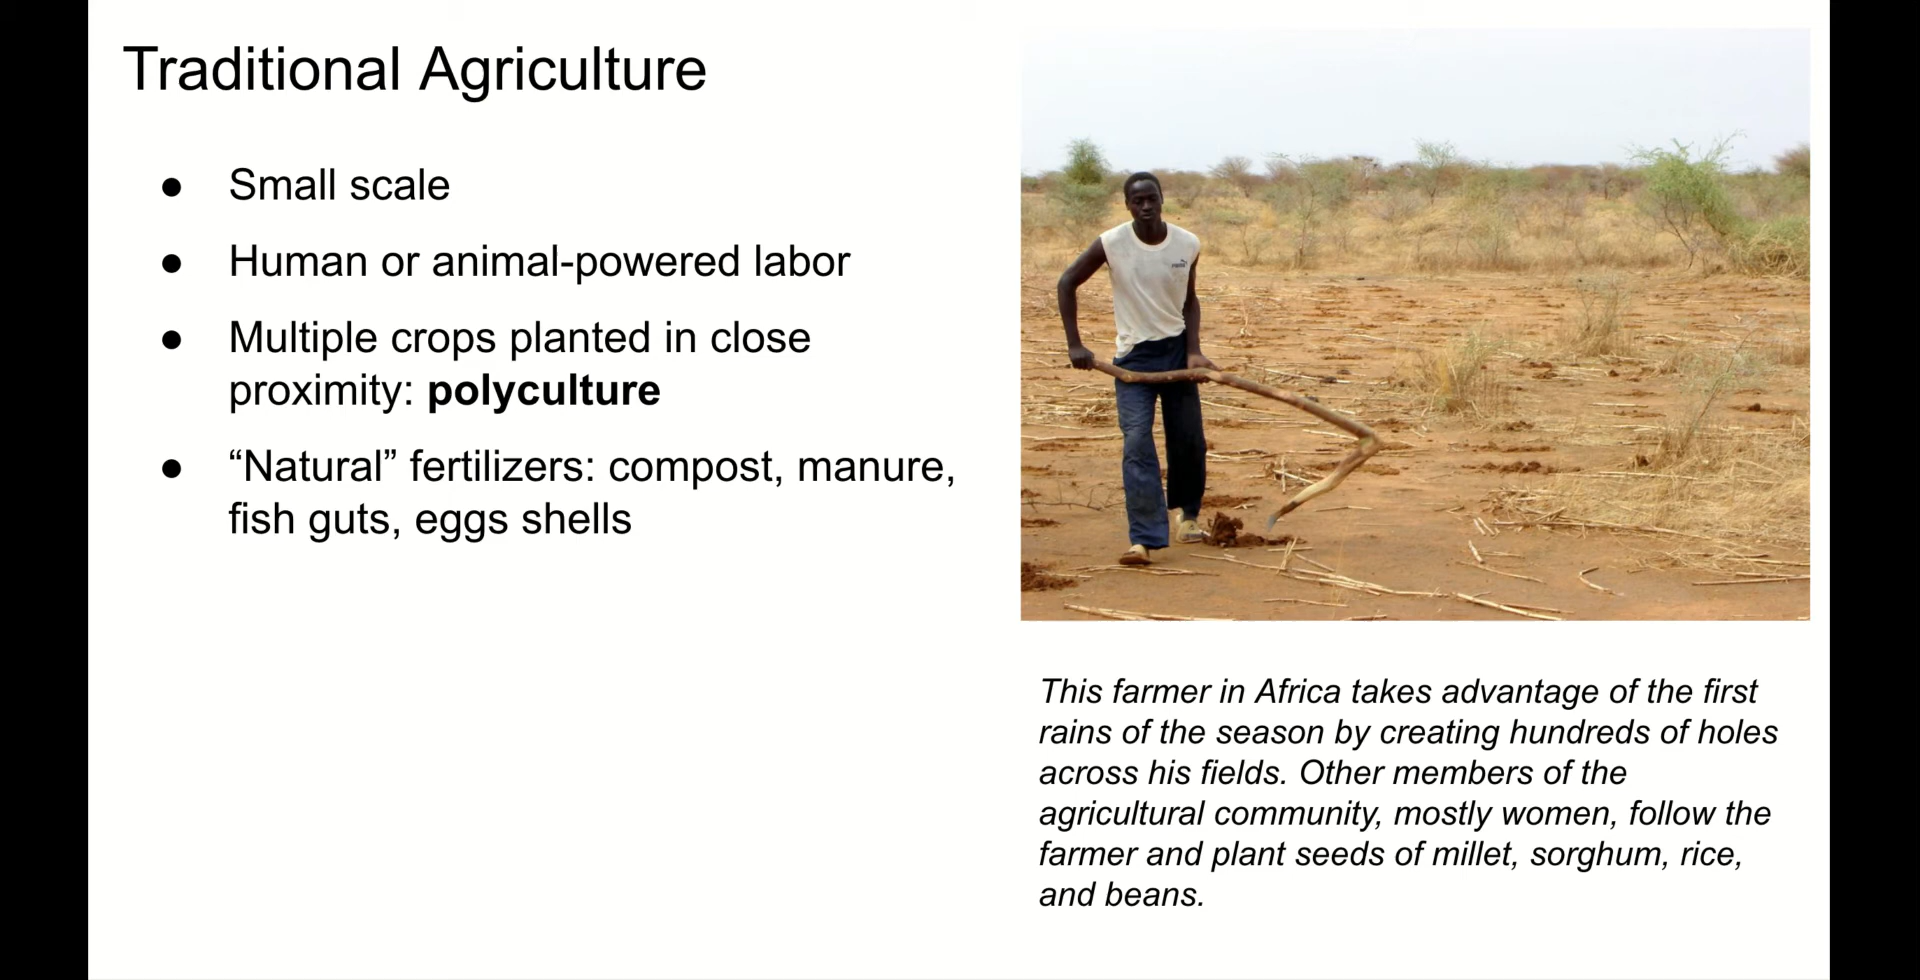 Traditional Agriculture
● Small scale
● Human or animal-powered labor
● Multiple crops planted in close
proximity: polyculture
● “Natural” fertilizers: compost, manure,
fish guts, eggs shells
This farmer in Africa takes advantage of the first
rains of the season by creating hundreds of holes
across his fields. Other members of the
agricultural community, mostly women, follow the
farmer and plant seeds of millet, sorghum, rice,
and beans.